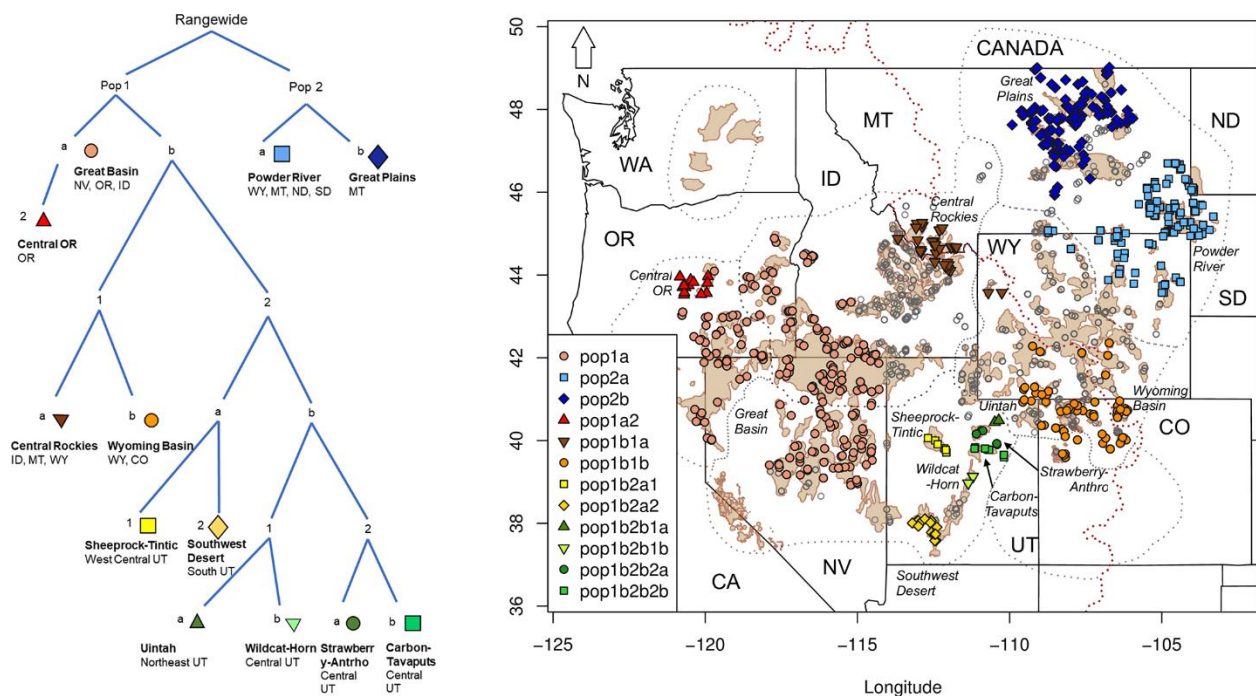 Rangewide
Pop 1
Pop 2
a
b
a
b
Great Basin
NV, OR, ID
Powder River
WY, MT, ND, SD
Great Plains
MT
2
Central OR
OR
1
2
a
b
a
b
Central Rockies
ID, MT, WY
Wyoming Basin
WY, CO
1
2
1
2
Sheeprock-Tintic
West Central UT
Southwest
Desert
South UT
a
b
a
b
Uintah
Northeast UT
Wildcat-Horn
Central UT
Strawberr
y-Antrho
Central
UT
Carbon-
Tavaputs
Central
UT
50
48
46
44
42
40
38
36
N
CANADA
Great
Plains
WA
MT
ND
ID
OR
Central
Rockies
WY
Central
OR
Powder
River
SD
pop1a
pop2a
pop2b
pop1a2
pop1b1a
pop1b1b
pop1b2a1
pop1b2a2
pop1b2b1a
pop1b2b1b
pop1b2b2a
pop1b2b2b
Great
Basin
Sheeprock-
Tintic
Uintah
Wyoming
Basin
CO
Wildcat
-Horn
Strawberry-
Anthro
Carbon-
Tavaputs
UT
CA
NV
Southwest
Desert
−125
−120
−115
−110
−105
Longitude